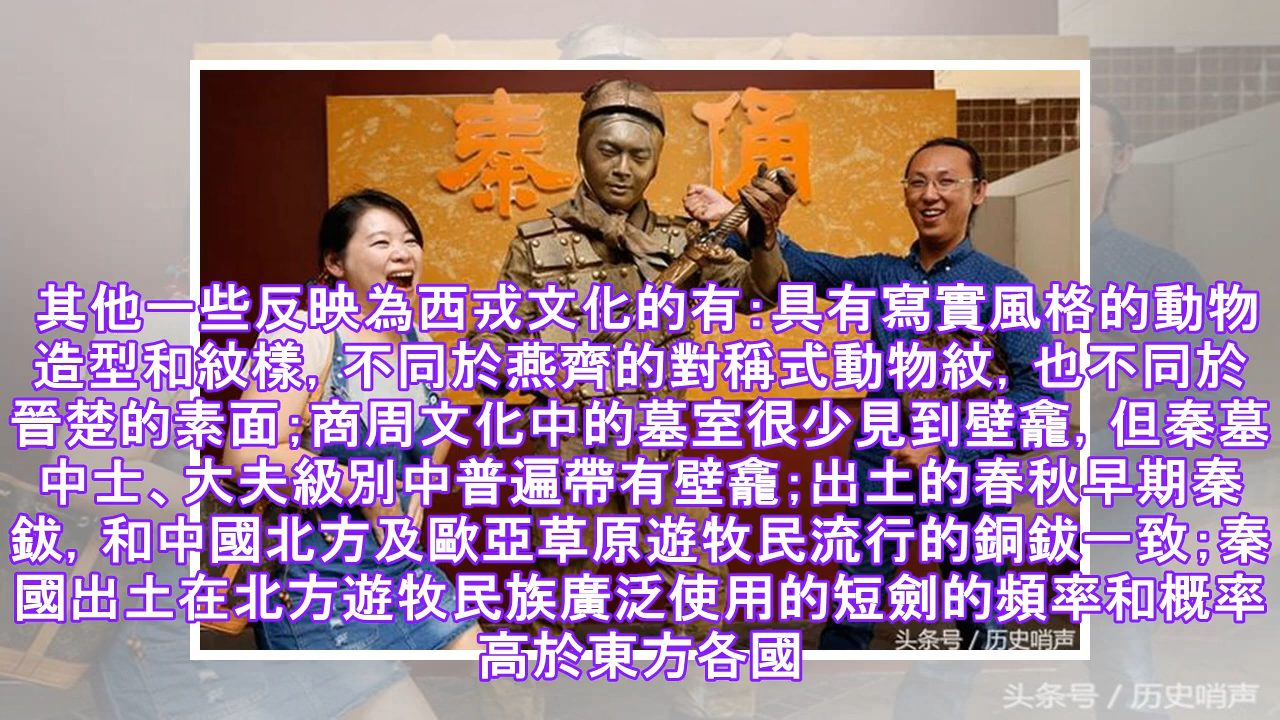 秦俑
其他一些反映為西戎文化的有:具有寫實風格的動物
造型和紋樣, 不同於燕齊的對稱式動物紋, 也不同於
晉楚的素面;商周文化中的墓室很少見到壁龕, 但秦墓
中士、大夫級別中普遍帶有壁龕;出土的春秋早期秦
鈸, 和中國北方及歐亞草原遊牧民流行的銅鈸一致;秦
國出土在北方遊牧民族廣泛使用的短劍的頻率和概率
高於東方各國
头条号 / 历史哨声
头条号 / 历史哨声